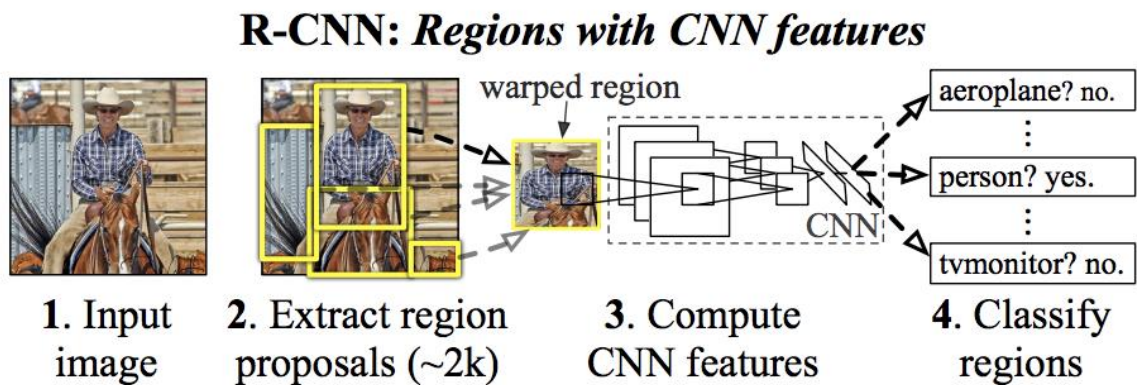 R-CNN: Regions with CNN features
warped region
aeroplane? no.
⋮
person? yes.
⋮
tvmonitor? no.
CNN
1. Input
image
2. Extract region
proposals (~2k)
3. Compute
CNN features
4. Classify
regions